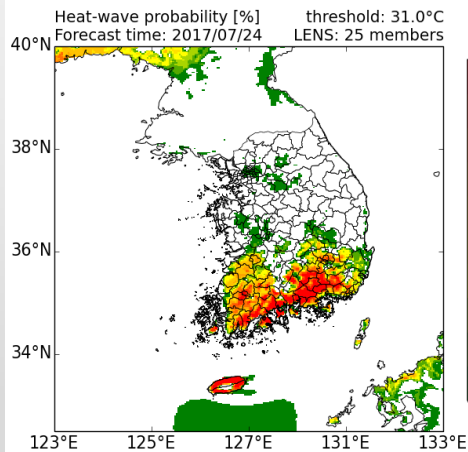 Heat-wave probability [%] threshold: 31.0°C
Forecast time: 2017/07/24 LENS: 25 members
40°N
38°N
36°N
34°N
123°E 125°E 127°E 129°E 131°E 133°E